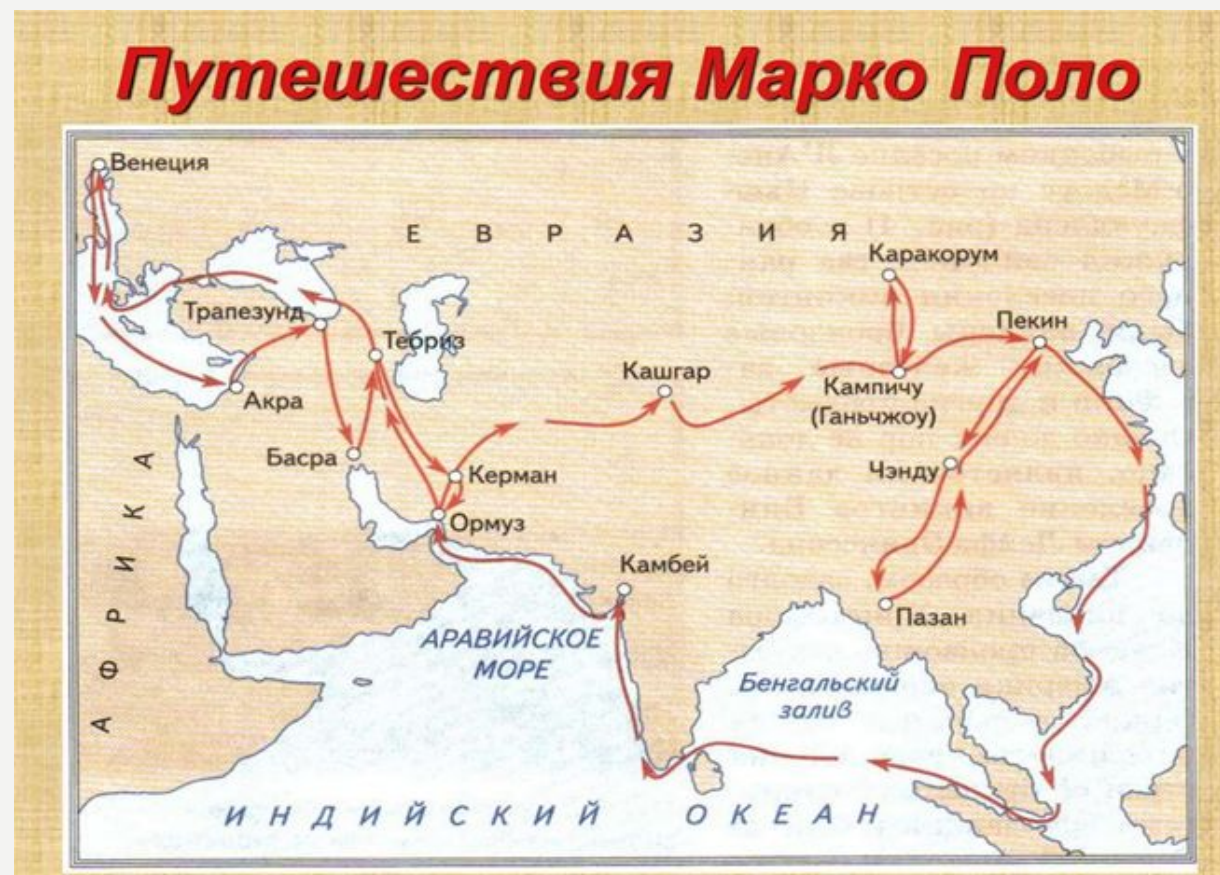 Путешествия Марко Поло
Венеция
Е В Р А З И Я
Каракорум
Трапезунд
Пекин
Тебриз
Кашгар
Кампичу
(Ганьчжоу)
Акра
Басра
Керман
Чэнду
Ормуз
Камбей
Пазан
А Ф Р И К А
АРАВИЙСКОЕ
МОРЕ
Бенгальский
залив
И Н Д И Й С К И Й О К Е А Н